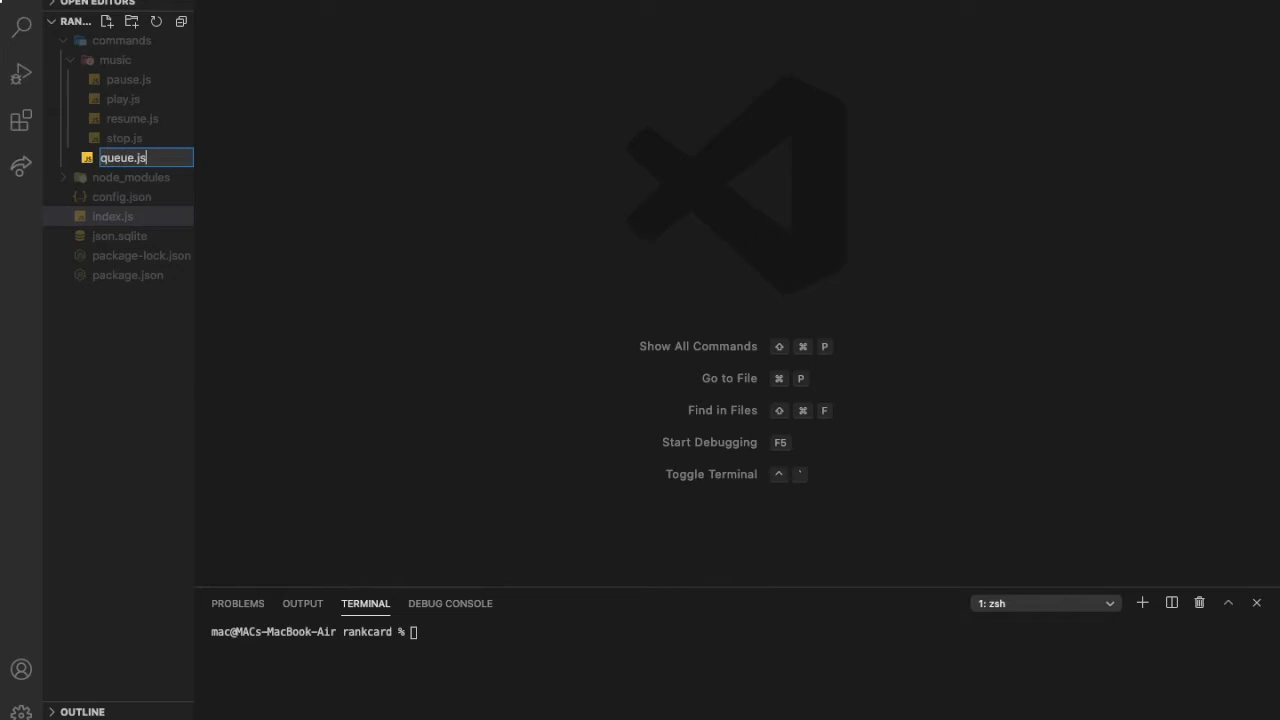 OPEN EDITORS
RAN...
commands
music
pause.js
play.js
resume.js
stop.js
queue.js
node_modules
config.json
index.js
json.sqlite
package-lock.json
package.json
Show All Commands ⇧ ⌘ P
Go to File ⌘ P
Find in Files ⇧ ⌘ F
Start Debugging F5
Toggle Terminal ^ `
PROBLEMS OUTPUT TERMINAL DEBUG CONSOLE 1: zsh
mac@MACs-MacBook-Air rankcard %
OUTLINE